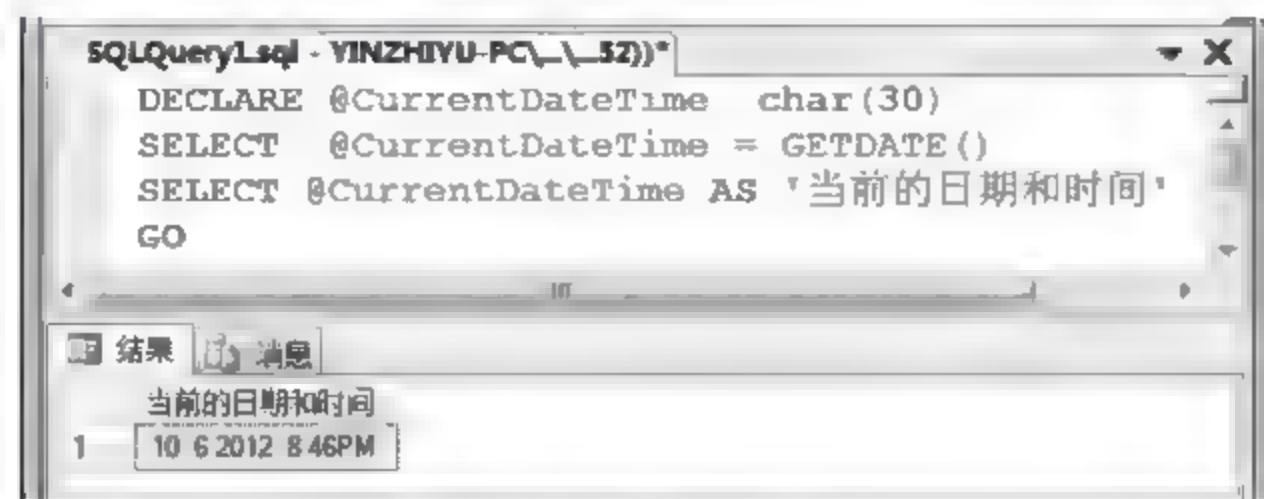 SQLQuery1.sql - YINZHIYU-PC\...\...52))*
DECLARE @CurrentDateTime char(30)
SELECT @CurrentDateTime = GETDATE()
SELECT @CurrentDateTime AS '当前的日期和时间'
GO
结果 消息
当前的日期和时间
1 10 6 2012 8:46PM